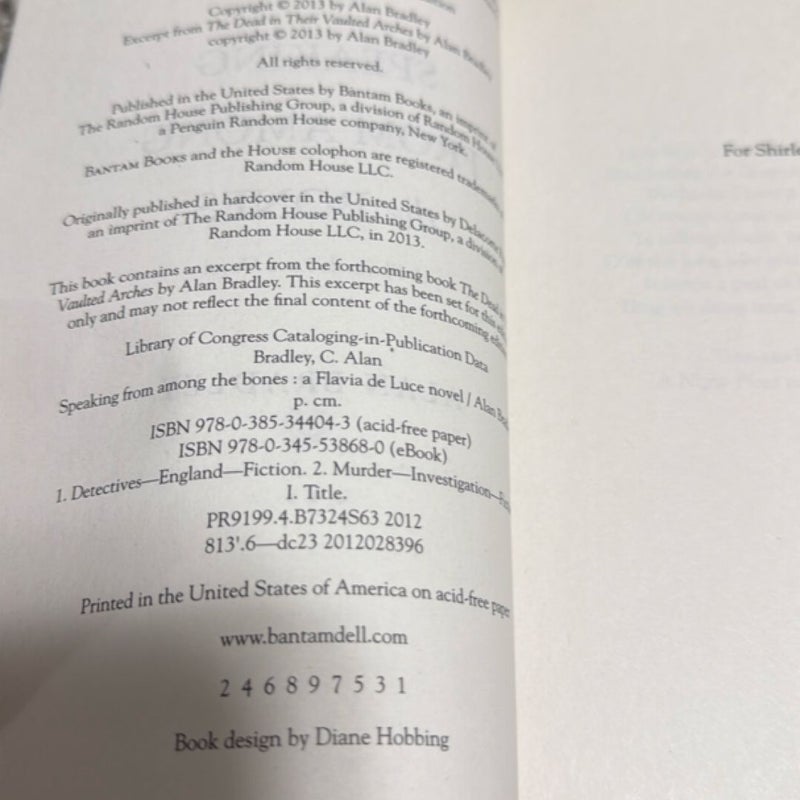 Copyright © 2013 by Alan Bradley
Excerpt from The Dead in Their Vaulted Arches by Alan Bradley
copyright © 2013 by Alan Bradley
All rights reserved.
Published in the United States by Bantam Books, an imprint of
The Random House Publishing Group, a division of Random House
a Penguin Random House company, New York.
BANTAM BOOKS and the HOUSE colophon are registered trademarks
Random House LLC.
Originally published in hardcover in the United States by Delacorte
an imprint of The Random House Publishing Group, a division of
Random House LLC, in 2013.
This book contains an excerpt from the forthcoming book The Dead
Vaulted Arches by Alan Bradley. This excerpt has been set for this
only and may not reflect the final content of the forthcoming
Library of Congress Cataloging-in-Publication Data
Bradley, C. Alan
Speaking from among the bones : a Flavia de Luce novel / Alan
p. cm.
ISBN 978-0-385-34404-3 (acid-free paper)
ISBN 978-0-345-53868-0 (eBook)
1. Detectives—England—Fiction. 2. Murder—Investigation—
I. Title.
PR9199.4.B7324S63 2012
813'.6—dc23 2012028396
Printed in the United States of America on acid-free paper
www.bantamdell.com
2 4 6 8 9 7 5 3 1
Book design by Diane Hobbing
For Shirle